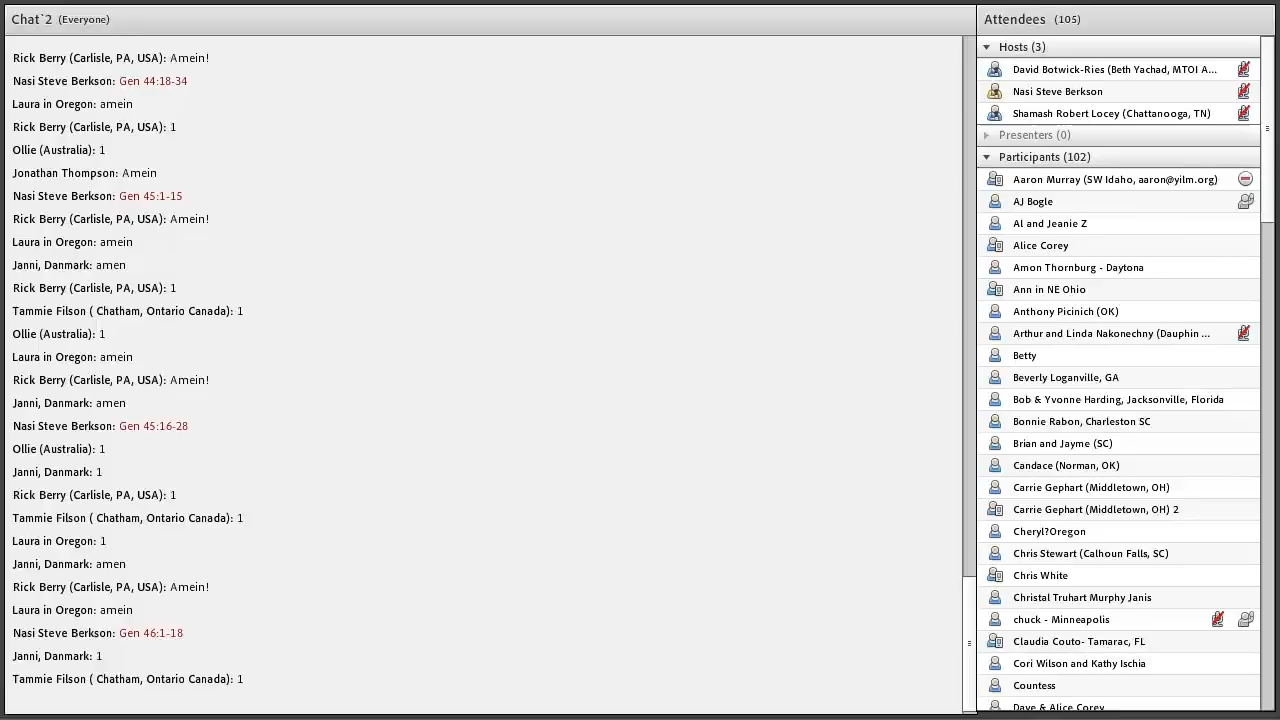 Chat`2 (Everyone)
Rick Berry (Carlisle, PA, USA): Amein!
Nasi Steve Berkson: Gen 44:18-34
Laura in Oregon: amein
Rick Berry (Carlisle, PA, USA): 1
Ollie (Australia): 1
Jonathan Thompson: Amein
Nasi Steve Berkson: Gen 45:1-15
Rick Berry (Carlisle, PA, USA): Amein!
Laura in Oregon: amein
Janni, Danmark: amen
Rick Berry (Carlisle, PA, USA): 1
Tammie Filson ( Chatham, Ontario Canada): 1
Ollie (Australia): 1
Laura in Oregon: amein
Rick Berry (Carlisle, PA, USA): Amein!
Janni, Danmark: amen
Nasi Steve Berkson: Gen 45:16-28
Ollie (Australia): 1
Janni, Danmark: 1
Rick Berry (Carlisle, PA, USA): 1
Tammie Filson ( Chatham, Ontario Canada): 1
Laura in Oregon: 1
Janni, Danmark: amen
Rick Berry (Carlisle, PA, USA): Amein!
Laura in Oregon: amein
Nasi Steve Berkson: Gen 46:1-18
Janni, Danmark: 1
Tammie Filson ( Chatham, Ontario Canada): 1
Attendees (105)
Hosts (3)
David Botwick-Ries (Beth Yachad, MTOI A...
Nasi Steve Berkson
Shamash Robert Locey (Chattanooga, TN)
Presenters (0)
Participants (102)
Aaron Murray (SW Idaho, aaron@yilm.org)
AJ Bogle
Al and Jeanie Z
Alice Corey
Amon Thornburg - Daytona
Ann in NE Ohio
Anthony Picinich (OK)
Arthur and Linda Nakonechny (Dauphin ...
Betty
Beverly Loganville, GA
Bob & Yvonne Harding, Jacksonville, Florida
Bonnie Rabon, Charleston SC
Brian and Jayme (SC)
Candace (Norman, OK)
Carrie Gephart (Middletown, OH)
Carrie Gephart (Middletown, OH) 2
Cheryl?Oregon
Chris Stewart (Calhoun Falls, SC)
Chris White
Christal Truhart Murphy Janis
chuck - Minneapolis
Claudia Couto- Tamarac, FL
Cori Wilson and Kathy Ischia
Countess
Dave & Alice Corey